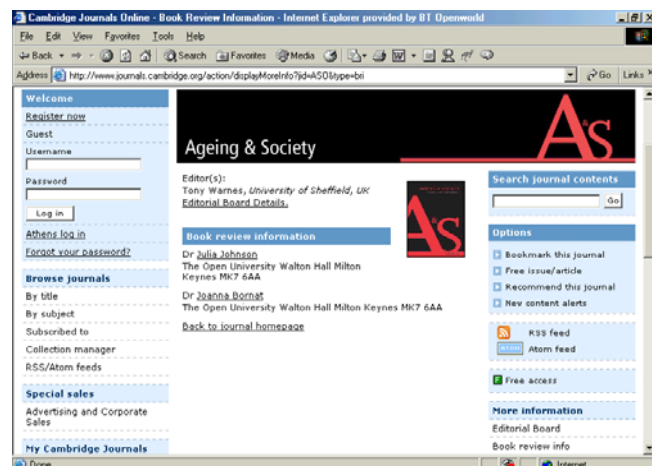 Cambridge Journals Online - Book Review Information - Internet Explorer provided by BT Openworld
File Edit View Favorites Tools Help
Back Search Favorites Media
Address http://www.journals.cambridge.org/action/displayMoreInfo?jid=ASO&type=bri Go Links
Welcome
Register now
Guest
Username
Password
Log in
Athens log in
Forgot your password?
Browse journals
By title
By subject
Subscribed to
Collection manager
RSS/Atom feeds
Special sales
Advertising and Corporate
Sales
My Cambridge Journals
Ageing & Society
A&S
Editor(s):
Tony Warnes, University of Sheffield, UK
Editorial Board Details.
A&S
Book review information
Dr Julia Johnson
The Open University Walton Hall Milton
Keynes MK7 6AA
Dr Joanna Bornat
The Open University Walton Hall Milton Keynes MK7 6AA
Back to journal homepage
Search journal contents
Go
Options
Bookmark this journal
Free issue/article
Recommend this journal
New content alerts
RSS feed
Atom feed
F Free access
More information
Editorial Board
Book review info
Done
Internet